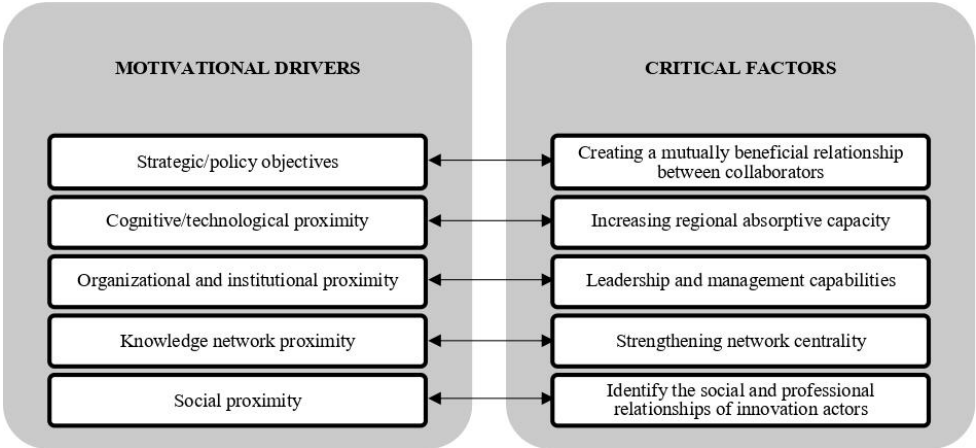 MOTIVATIONAL DRIVERS
Strategic/policy objectives
Cognitive/technological proximity
Organizational and institutional proximity
Knowledge network proximity
Social proximity
CRITICAL FACTORS
Creating a mutually beneficial relationship
between collaborators
Increasing regional absorptive capacity
Leadership and management capabilities
Strengthening network centrality
Identify the social and professional
relationships of innovation actors